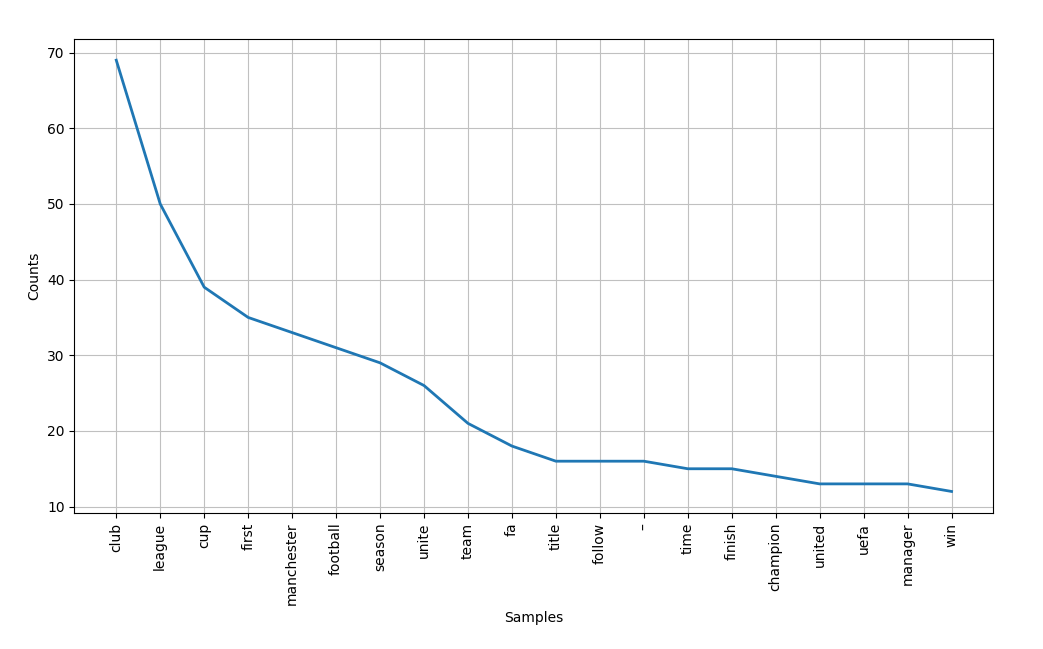 70
60
50
40
30
20
10
Counts
club
league
cup
first
manchester
football
season
unite
team
fa
title
follow
–
time
finish
champion
united
uefa
manager
win
Samples